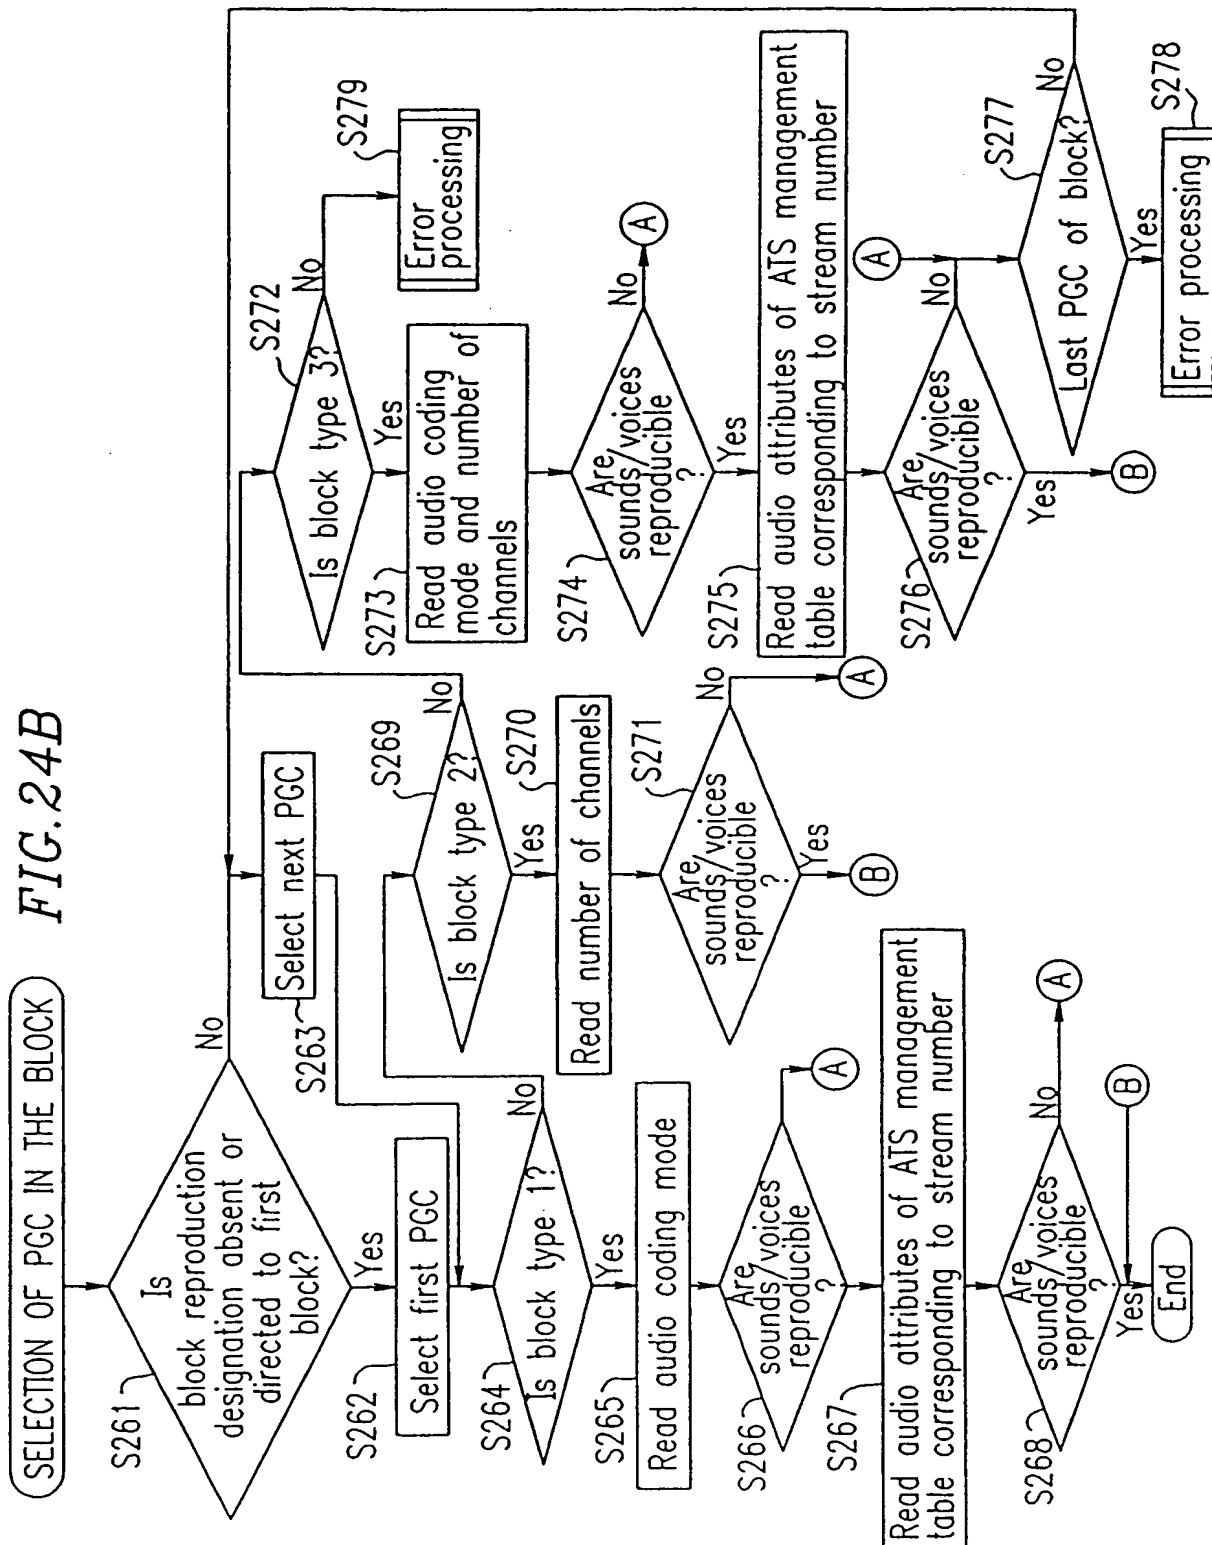 FIG.24B
SELECTION OF PGC IN THE BLOCK
S261
Is
block reproduction
designation absent or
directed to first
block?
No
Yes
S262
Select first PGC
S263
Select next PGC
S264
Is block type 1?
No
Yes
S265
Read audio coding mode
S266
Are
sounds/voices
reproducible
?
A
S267
Read audio attributes of ATS management
table corresponding to stream number
S268
Are
sounds/voices
reproducible
?
No
A
B
Yes
End
S269
Is block type 2?
No
Yes
S270
Read number of channels
S271
Are
sounds/voices
reproducible
?
No
A
Yes
B
S272
Is block type 3?
No
S279
Error
processing
Yes
S273
Read audio coding
mode and number of
channels
S274
Are
sounds/voices
reproducible
?
No
A
Yes
S275
Read audio attributes of ATS management
table corresponding to stream number
S276
Are
sounds/voices
reproducible
?
No
A
Yes
B
S277
Last PGC of block?
No
Yes
S278
Error processing